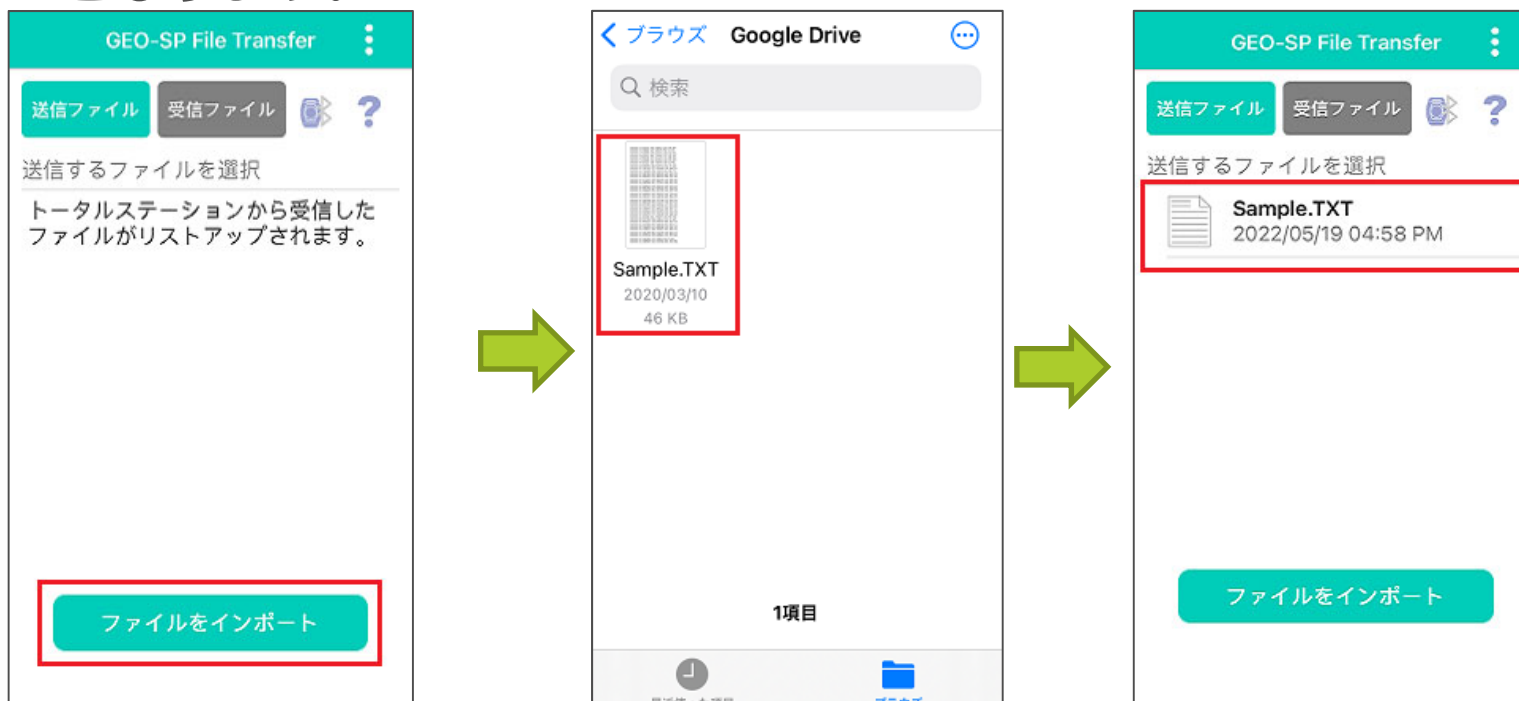 GEO-SP File Transfer
送信ファイル
受信ファイル
?
送信するファイルを選択
トータルステーションから受信した
ファイルがリストアップされます。
ファイルをインポート
ブラウズ Google Drive
検索
Sample.TXT
2020/03/10
46 KB
1項目
GEO-SP File Transfer
送信ファイル
受信ファイル
?
送信するファイルを選択
Sample.TXT
2022/05/19 04:58 PM
ファイルをインポート